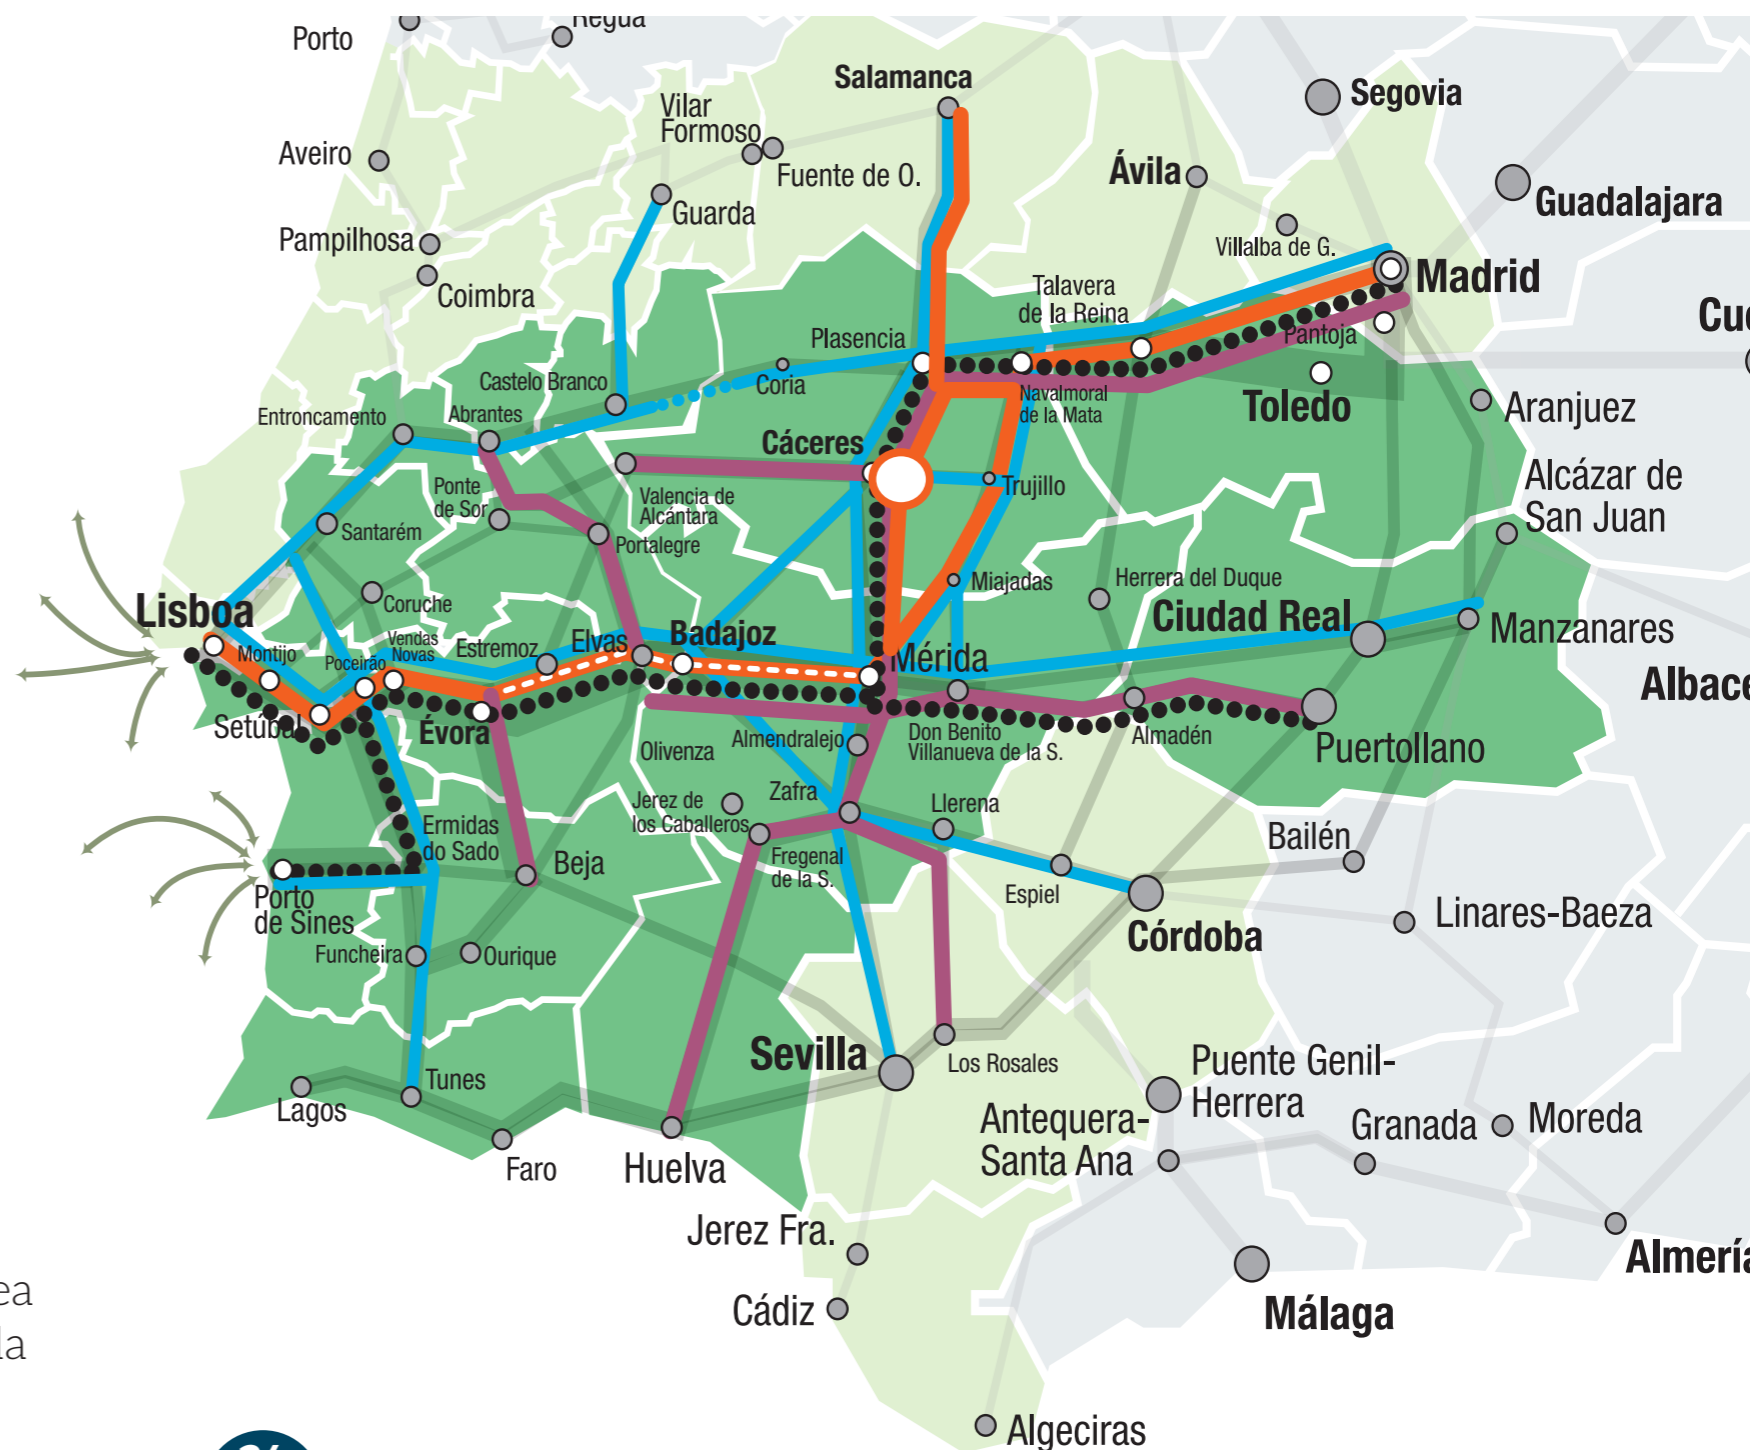 Porto
Regua
Salamanca
Segovia
Vilar
Formoso
Aveiro
Fuente de O.
Ávila
Guadalajara
Guarda
Pampilhosa
Villalba de G.
Coimbra
Madrid
Talavera
de la Reina
Plasencia
Pantoja
Castelo Branco
Coria
Navalmoral
de la Mata
Toledo
Aranjuez
Entroncamento
Abrantes
Cáceres
Alcázar de
San Juan
Ponte
de Sor
Valencia de
Alcántara
Trujillo
Santarém
Portalegre
Miajadas
Herrera del Duque
Coruche
Lisboa
Ciudad Real
Manzanares
Vendas
Novas
Estremoz
Elvas
Badajoz
Montijo
Poceirão
Mérida
Setúbal
Évora
Olivenza
Almendralejo
Don Benito
Villanueva de la S.
Almadén
Puertollano
Jerez de
los Caballeros
Zafra
Llerena
Ermidas
do Sado
Beja
Fregenal
de la S.
Bailén
Espiel
Porto
de Sines
Linares-Baeza
Córdoba
Funcheira
Ourique
Sevilla
Los Rosales
Puente Genil-
Herrera
Tunes
Lagos
Antequera-
Santa Ana
Granada
Moreda
Faro
Huelva
Jerez Fra.
Almería
Cádiz
Málaga
Algeciras